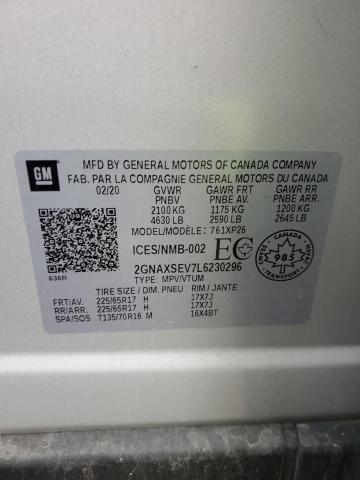 GM
MFD BY GENERAL MOTORS OF CANADA COMPANY
FAB. PAR LA COMPAGNIE GENERAL MOTORS DU CANADA
02/20 GVWR GAWR FRT GAWR RR
PNBV PNBE AV PNBE ARR.
2100 KG 1175 KG 1200 KG
4630 LB 2590 LB 2645 LB
MODEL/MODÈLE: 761XP26
ICES/NMB-002 EC
CANADA
985
2GNAXSEV7L6230296
TYPE: MPV/VTUM
636R
TIRE SIZE / DIM. PNEU RIM / JANTE
FRT/AV. 225/65R17 H 17X7J
RR/ARR. 225/65R17 H 17X7J
SPA/SOS T135/70R16 M 16X4BT